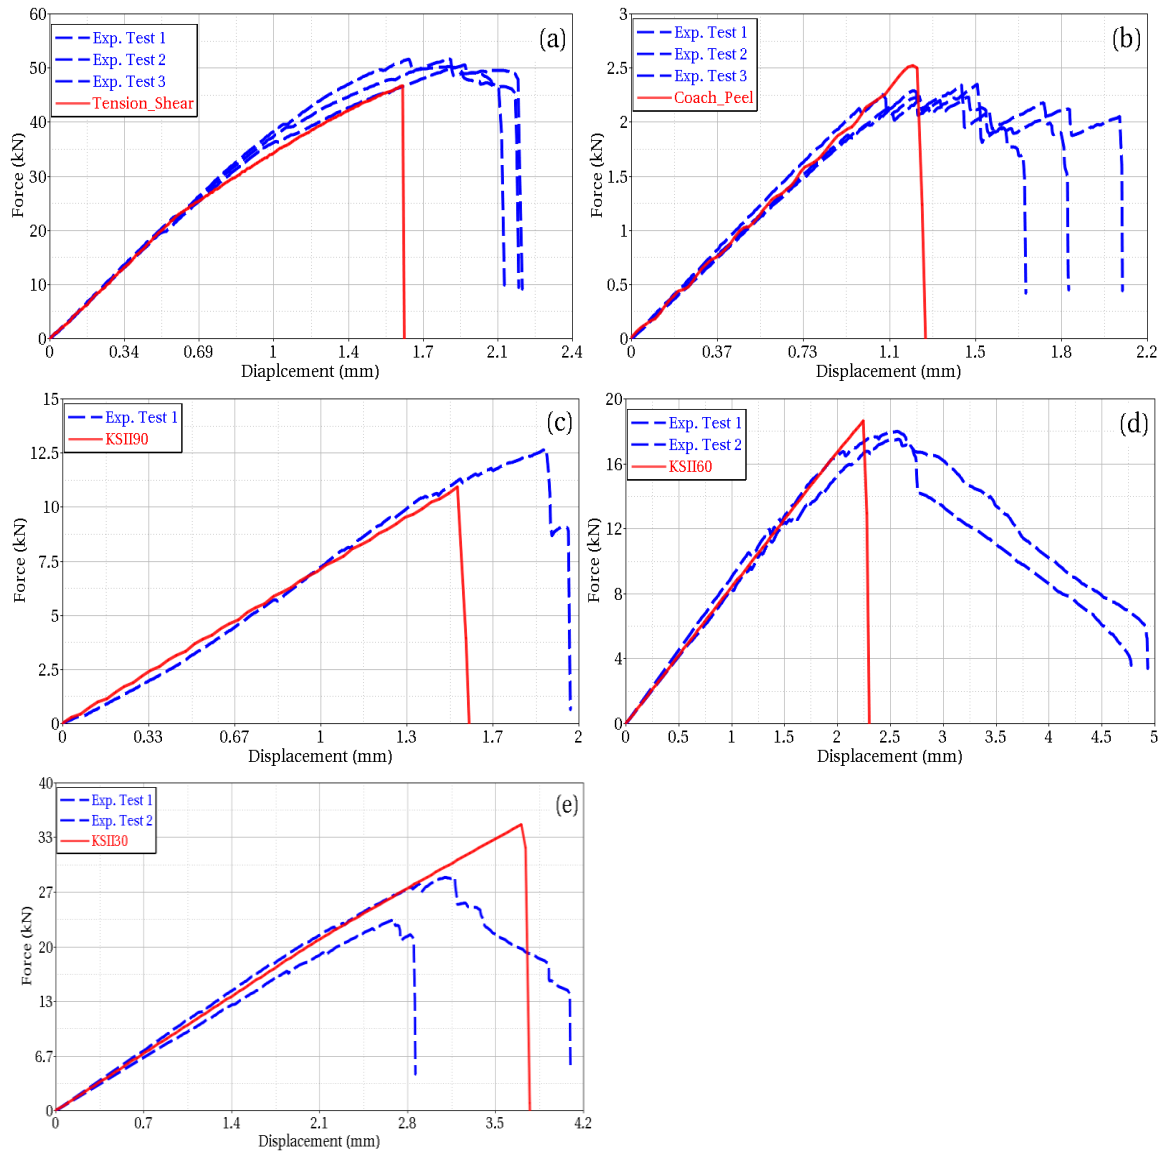 60
50
40
30
20
10
0
Force (kN)
Exp. Test 1
Exp. Test 2
Exp. Test 3
Tension_Shear
(a)
0 0.34 0.69 1 1.4 1.7 2.1 2.4
Diaplcement (mm)
3
2.5
2
1.5
1
0.5
0
Force (kN)
Exp. Test 1
Exp. Test 2
Exp. Test 3
Coach_Peel
(b)
0 0.37 0.73 1.1 1.5 1.8 2.2
Displacement (mm)
15
12.5
10
7.5
5
2.5
0
Force (kN)
Exp. Test 1
KSII90
(c)
0 0.33 0.67 1 1.3 1.7 2
Displacement (mm)
20
16
12
8
4
0
Force (kN)
Exp. Test 1
Exp. Test 2
KSII60
(d)
0 0.5 1 1.5 2 2.5 3 3.5 4 4.5 5
Displacement (mm)
40
33
27
20
13
6.7
0
Force (kN)
Exp. Test 1
Exp. Test 2
KSII30
(e)
0 0.7 1.4 2.1 2.8 3.5 4.2
Displacement (mm)